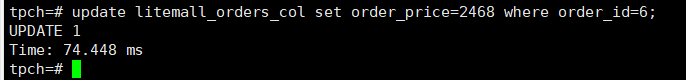 tpch=# update litemall_orders_col set order_price=2468 where order_id=6;
UPDATE 1
Time: 74.448 ms
tpch=#